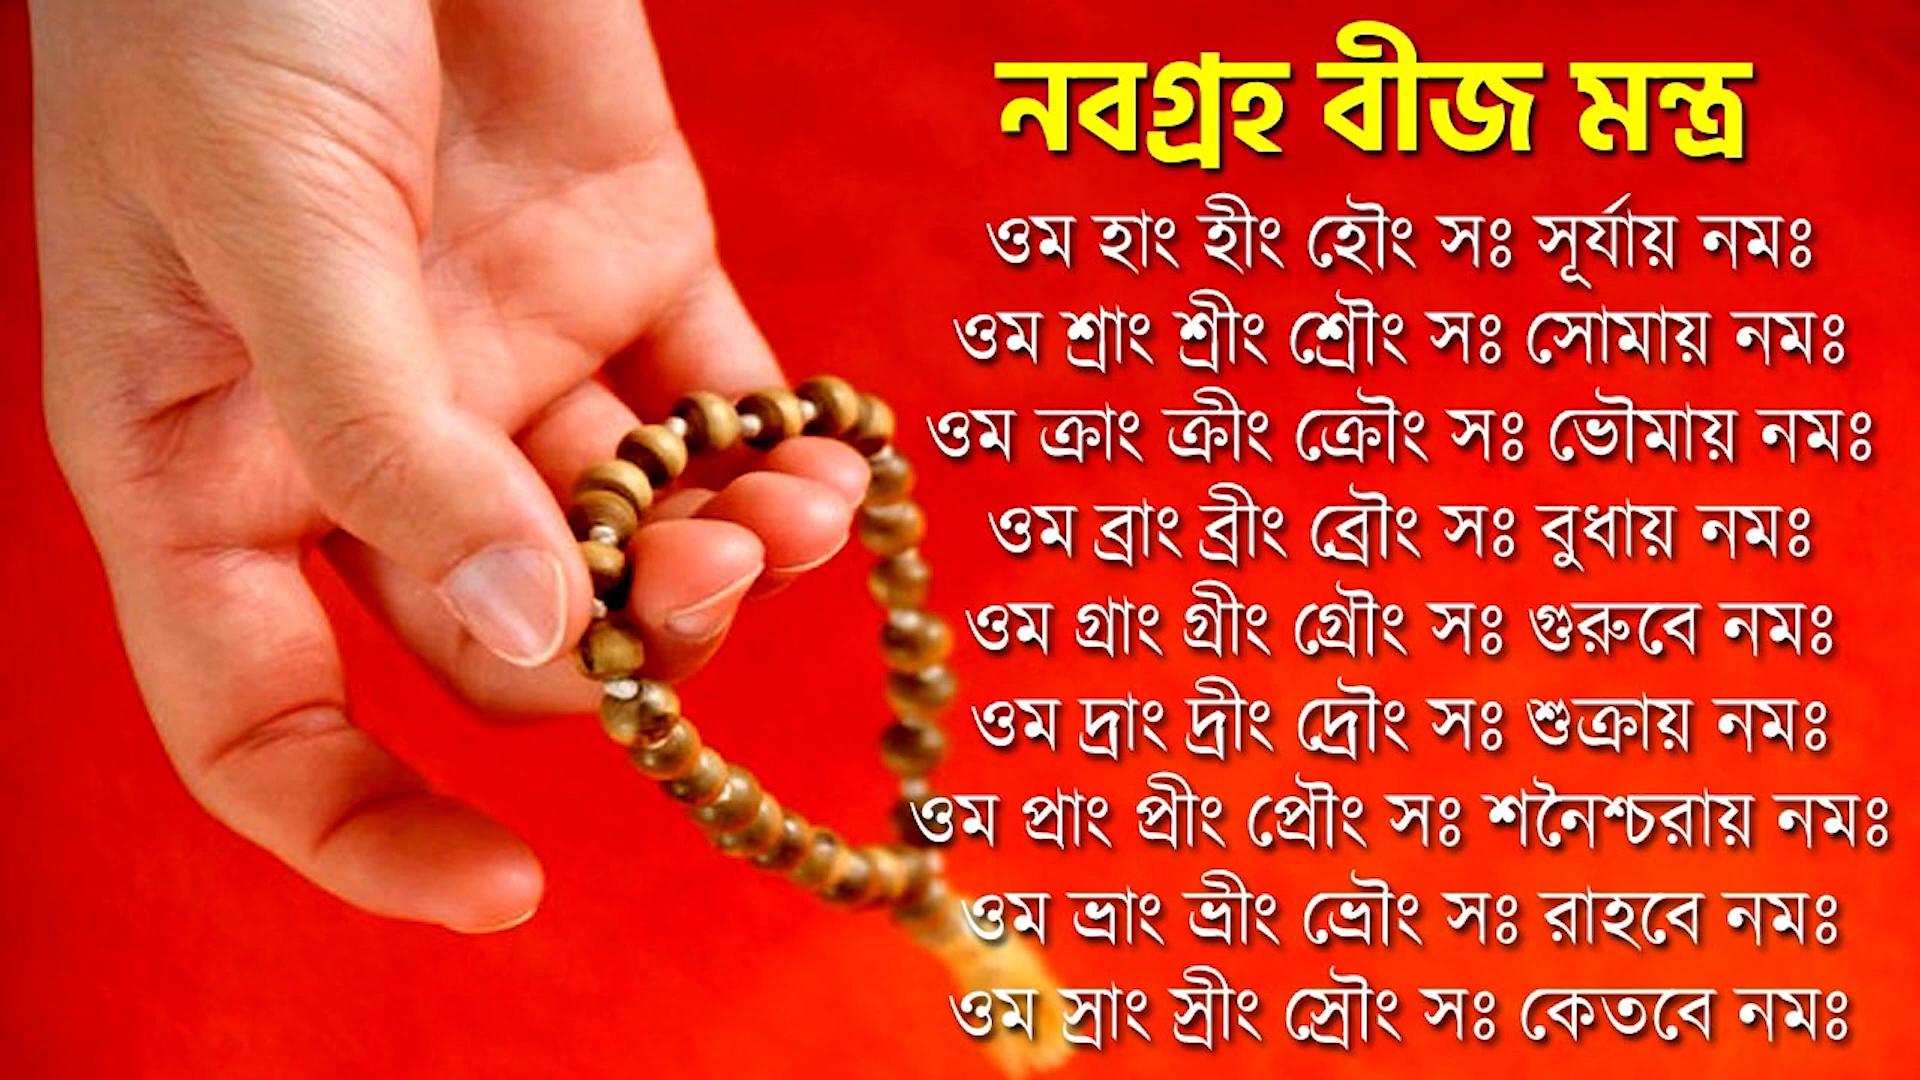 নবগ্রহ বীজ মন্ত্র
ওম হাং হীং হৌং সঃ সূর্যায় নমঃ
ওম শ্রাং শ্রীং শ্রৌং সঃ সোমায় নমঃ
ওম ক্রাং ক্রীং ক্রৌং সঃ ভৌমায় নমঃ
ওম ব্রাং ব্রীং ব্রৌং সঃ বুধায় নমঃ
ওম গ্রাং গ্রীং গ্রৌং সঃ গুরুবে নমঃ
ওম দ্রাং দ্রীং দ্রৌং সঃ শুক্রায় নমঃ
ওম প্রাং প্রীং প্রৌং সঃ শনৈশ্চরায় নমঃ
ওম ভ্রাং ভ্রীং ভ্রৌং সঃ রাহবে নমঃ
ওম স্রাং স্রীং স্রৌং সঃ কেতবে নমঃ